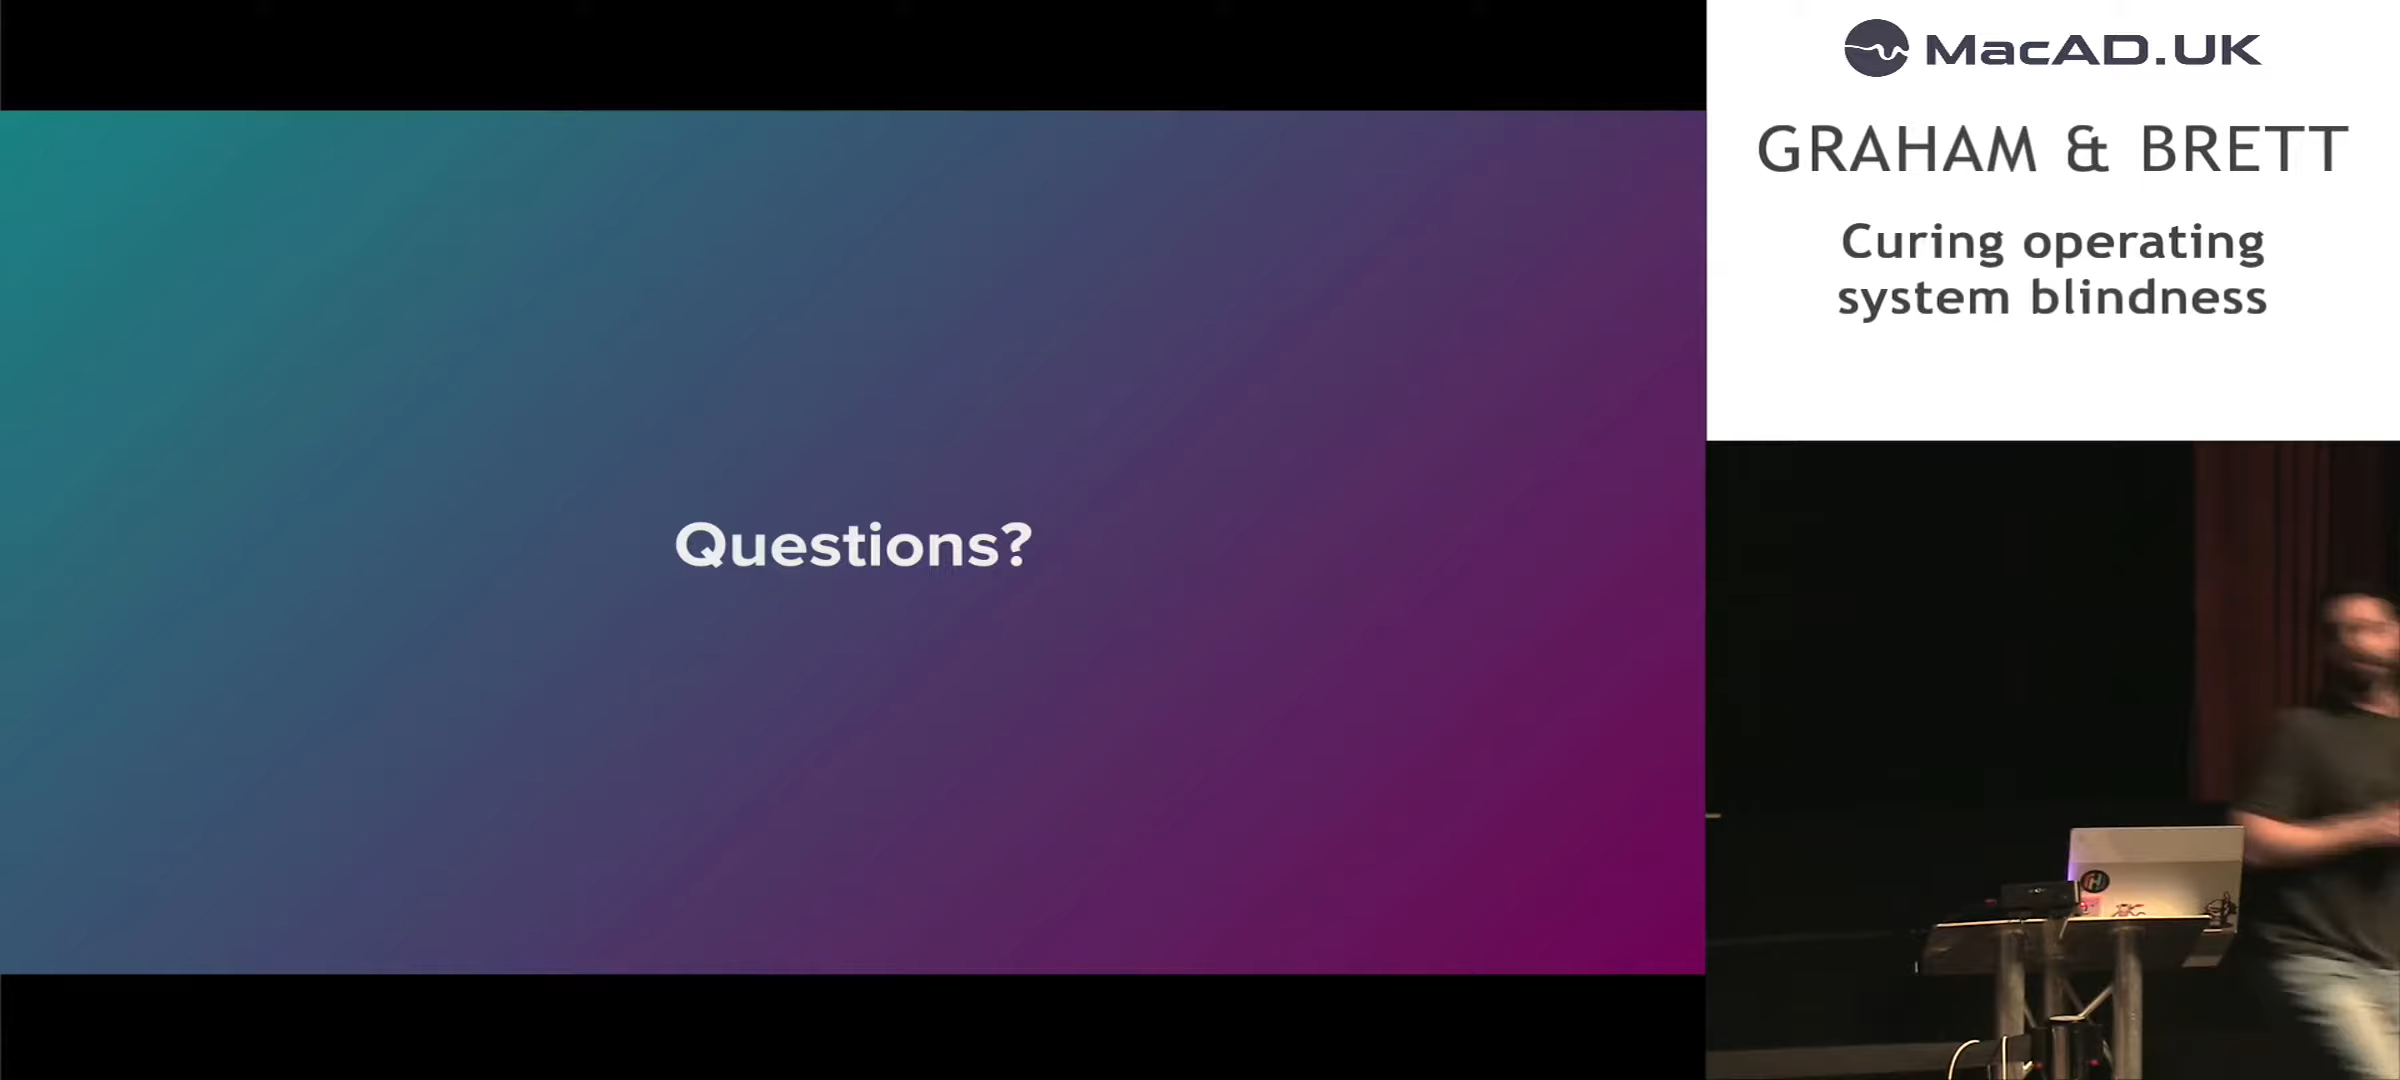 Questions?
MacAD.UK
GRAHAM & BRETT
Curing operating
system blindness